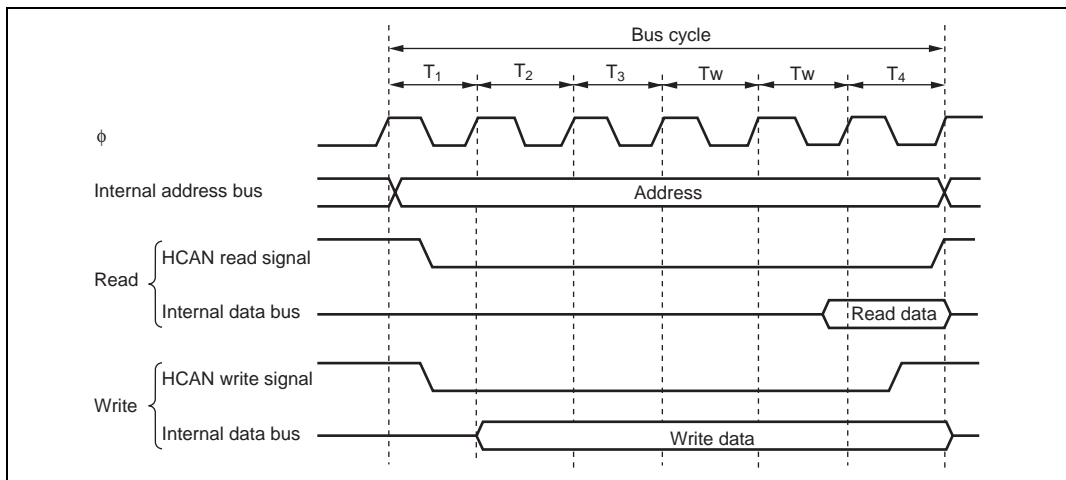 Bus cycle
T1 T2 T3 Tw Tw T4
ϕ
Internal address bus
Address
Read
HCAN read signal
Internal data bus
Read data
Write
HCAN write signal
Internal data bus
Write data